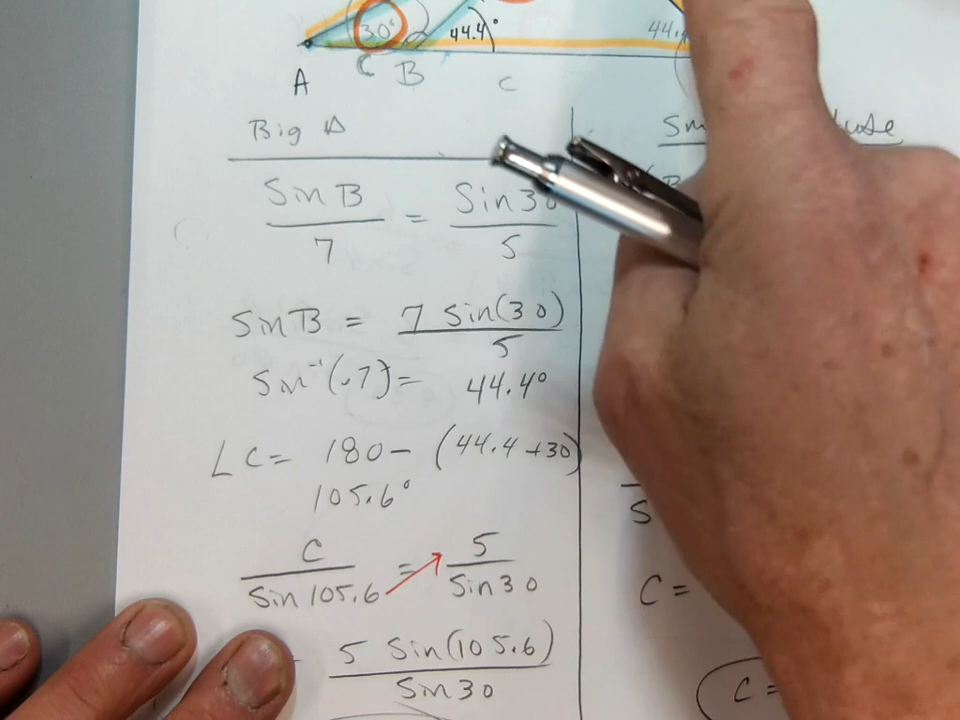 30°
44.4°
44.
C
A
B
C
Big △
Sin B / 7 = Sin 30 / 5
Sin B = 7 Sin(30) / 5
Sin⁻¹(.7) = 44.4°
∠C = 180 - (44.4 + 30)
105.6°
C / Sin 105.6 = 5 / Sin 30
5 Sin(105.6) / Sin 30
S
C =
C =